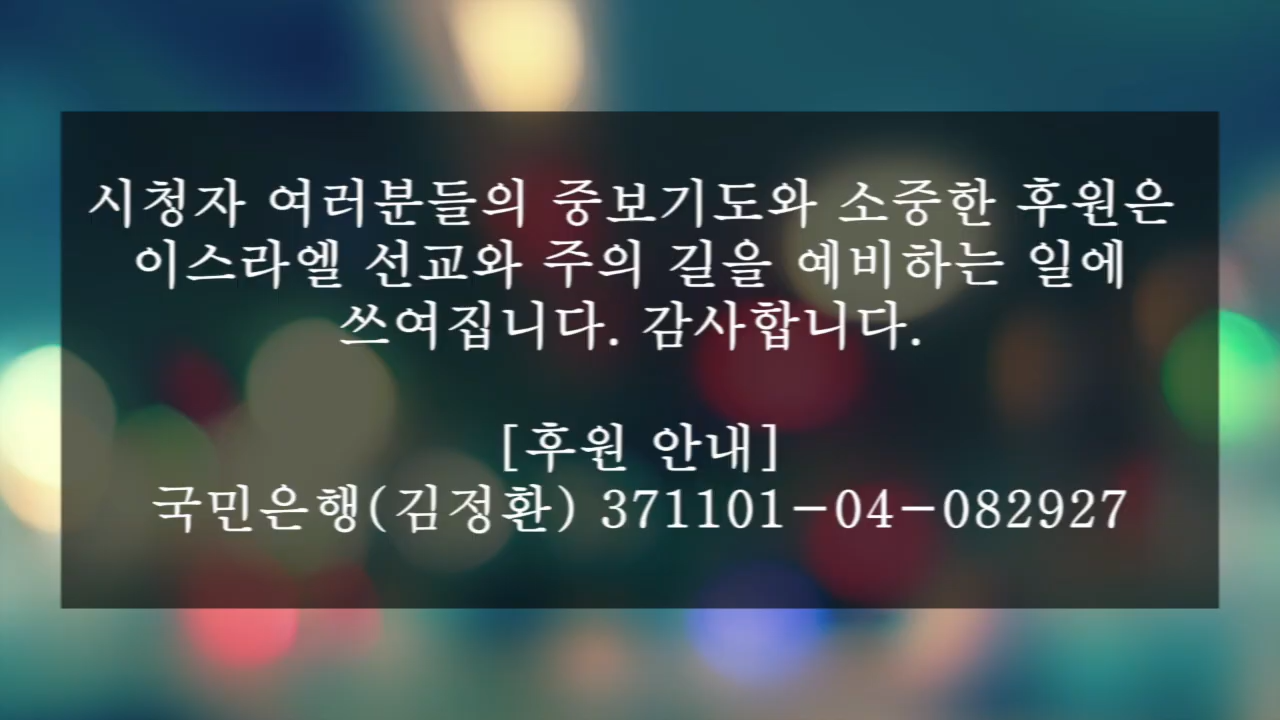 시청자 여러분들의 중보기도와 소중한 후원은
이스라엘 선교와 주의 길을 예비하는 일에
쓰여집니다. 감사합니다.
[후원 안내]
국민은행(김정환) 371101-04-082927